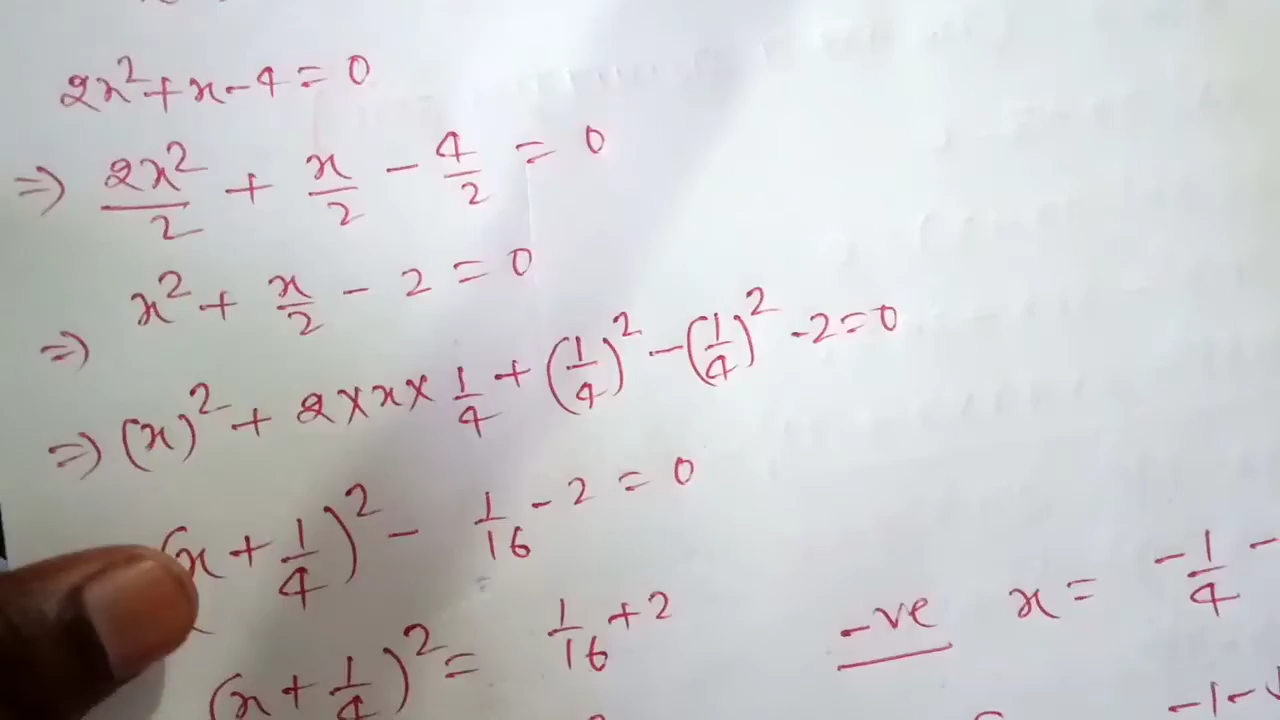 2x²+x-4=0
⇒ 2x²/2 + x/2 - 4/2 = 0
⇒ x² + x/2 - 2 = 0
⇒ (x)² + 2×x×1/4 + (1/4)² - (1/4)² -2=0
(x+1/4)² - 1/16 - 2 = 0
(x+1/4)² = 1/16 +2
-ve x = -1/4 -
-1-√